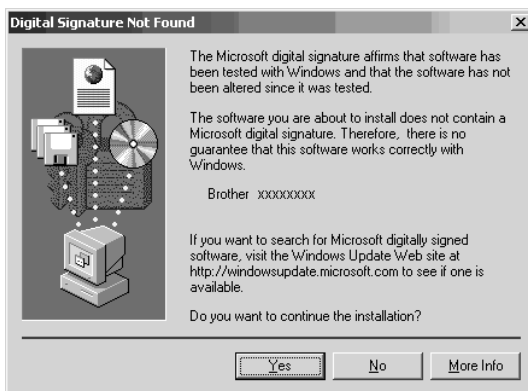 Digital Signature Not Found
The Microsoft digital signature affirms that software has
been tested with Windows and that the software has not
been altered since it was tested.
The software you are about to install does not contain a
Microsoft digital signature. Therefore, there is no
guarantee that this software works correctly with
Windows.
Brother xxxxxxxx
If you want to search for Microsoft digitally signed
software, visit the Windows Update Web site at
http://windowsupdate.microsoft.com to see if one is
available.
Do you want to continue the installation?
Yes No More Info